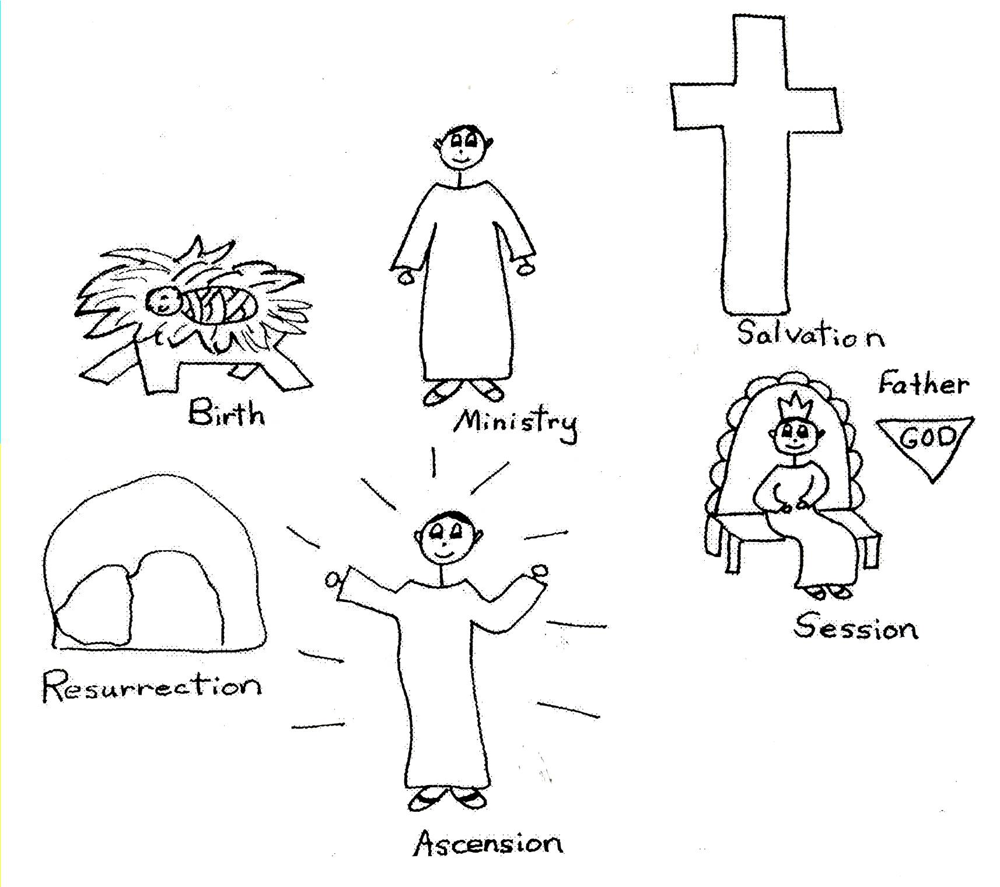 Birth
Ministry
Salvation
Resurrection
Ascension
Father
GOD
Session